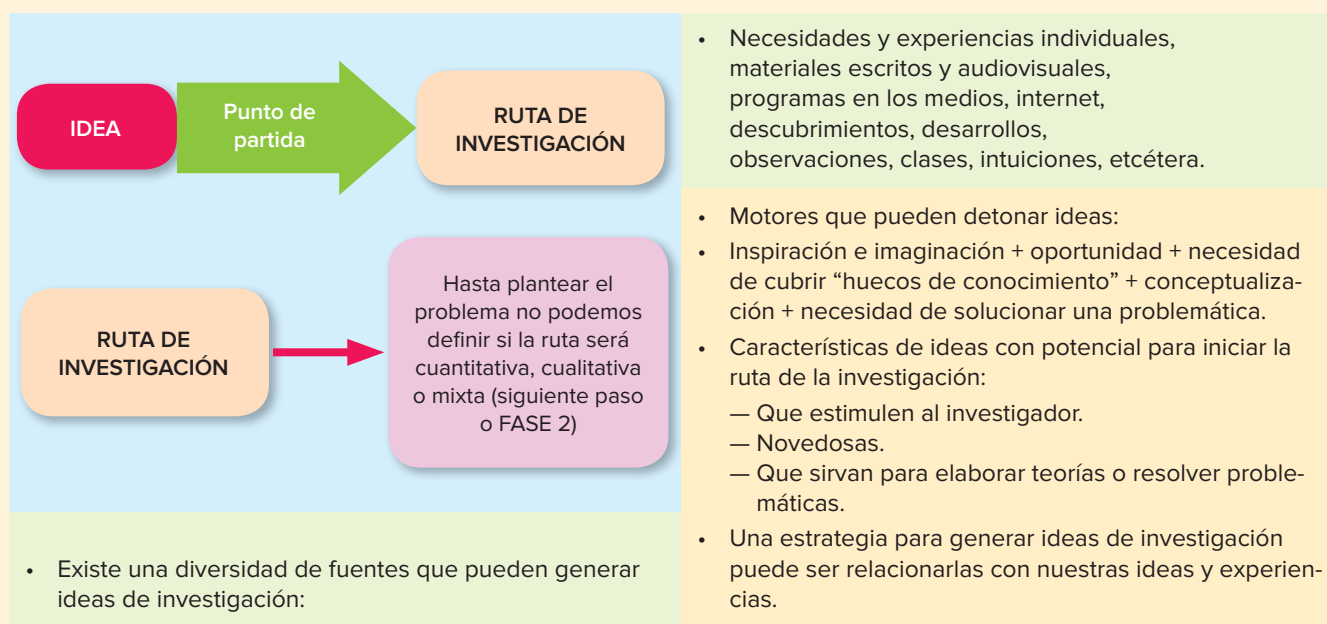 IDEA
Punto de
partida
RUTA DE
INVESTIGACIÓN
RUTA DE
INVESTIGACIÓN
Hasta plantear el
problema no podemos
definir si la ruta será
cuantitativa, cualitativa
o mixta (siguiente paso
o FASE 2)
• Existe una diversidad de fuentes que pueden generar
ideas de investigación:
• Necesidades y experiencias individuales,
materiales escritos y audiovisuales,
programas en los medios, internet,
descubrimientos, desarrollos,
observaciones, clases, intuiciones, etcétera.
• Motores que pueden detonar ideas:
• Inspiración e imaginación + oportunidad + necesidad
de cubrir “huecos de conocimiento” + conceptualiza-
ción + necesidad de solucionar una problemática.
• Características de ideas con potencial para iniciar la
ruta de la investigación:
— Que estimulen al investigador.
— Novedosas.
— Que sirvan para elaborar teorías o resolver proble-
máticas.
• Una estrategia para generar ideas de investigación
puede ser relacionarlas con nuestras ideas y experien-
cias.